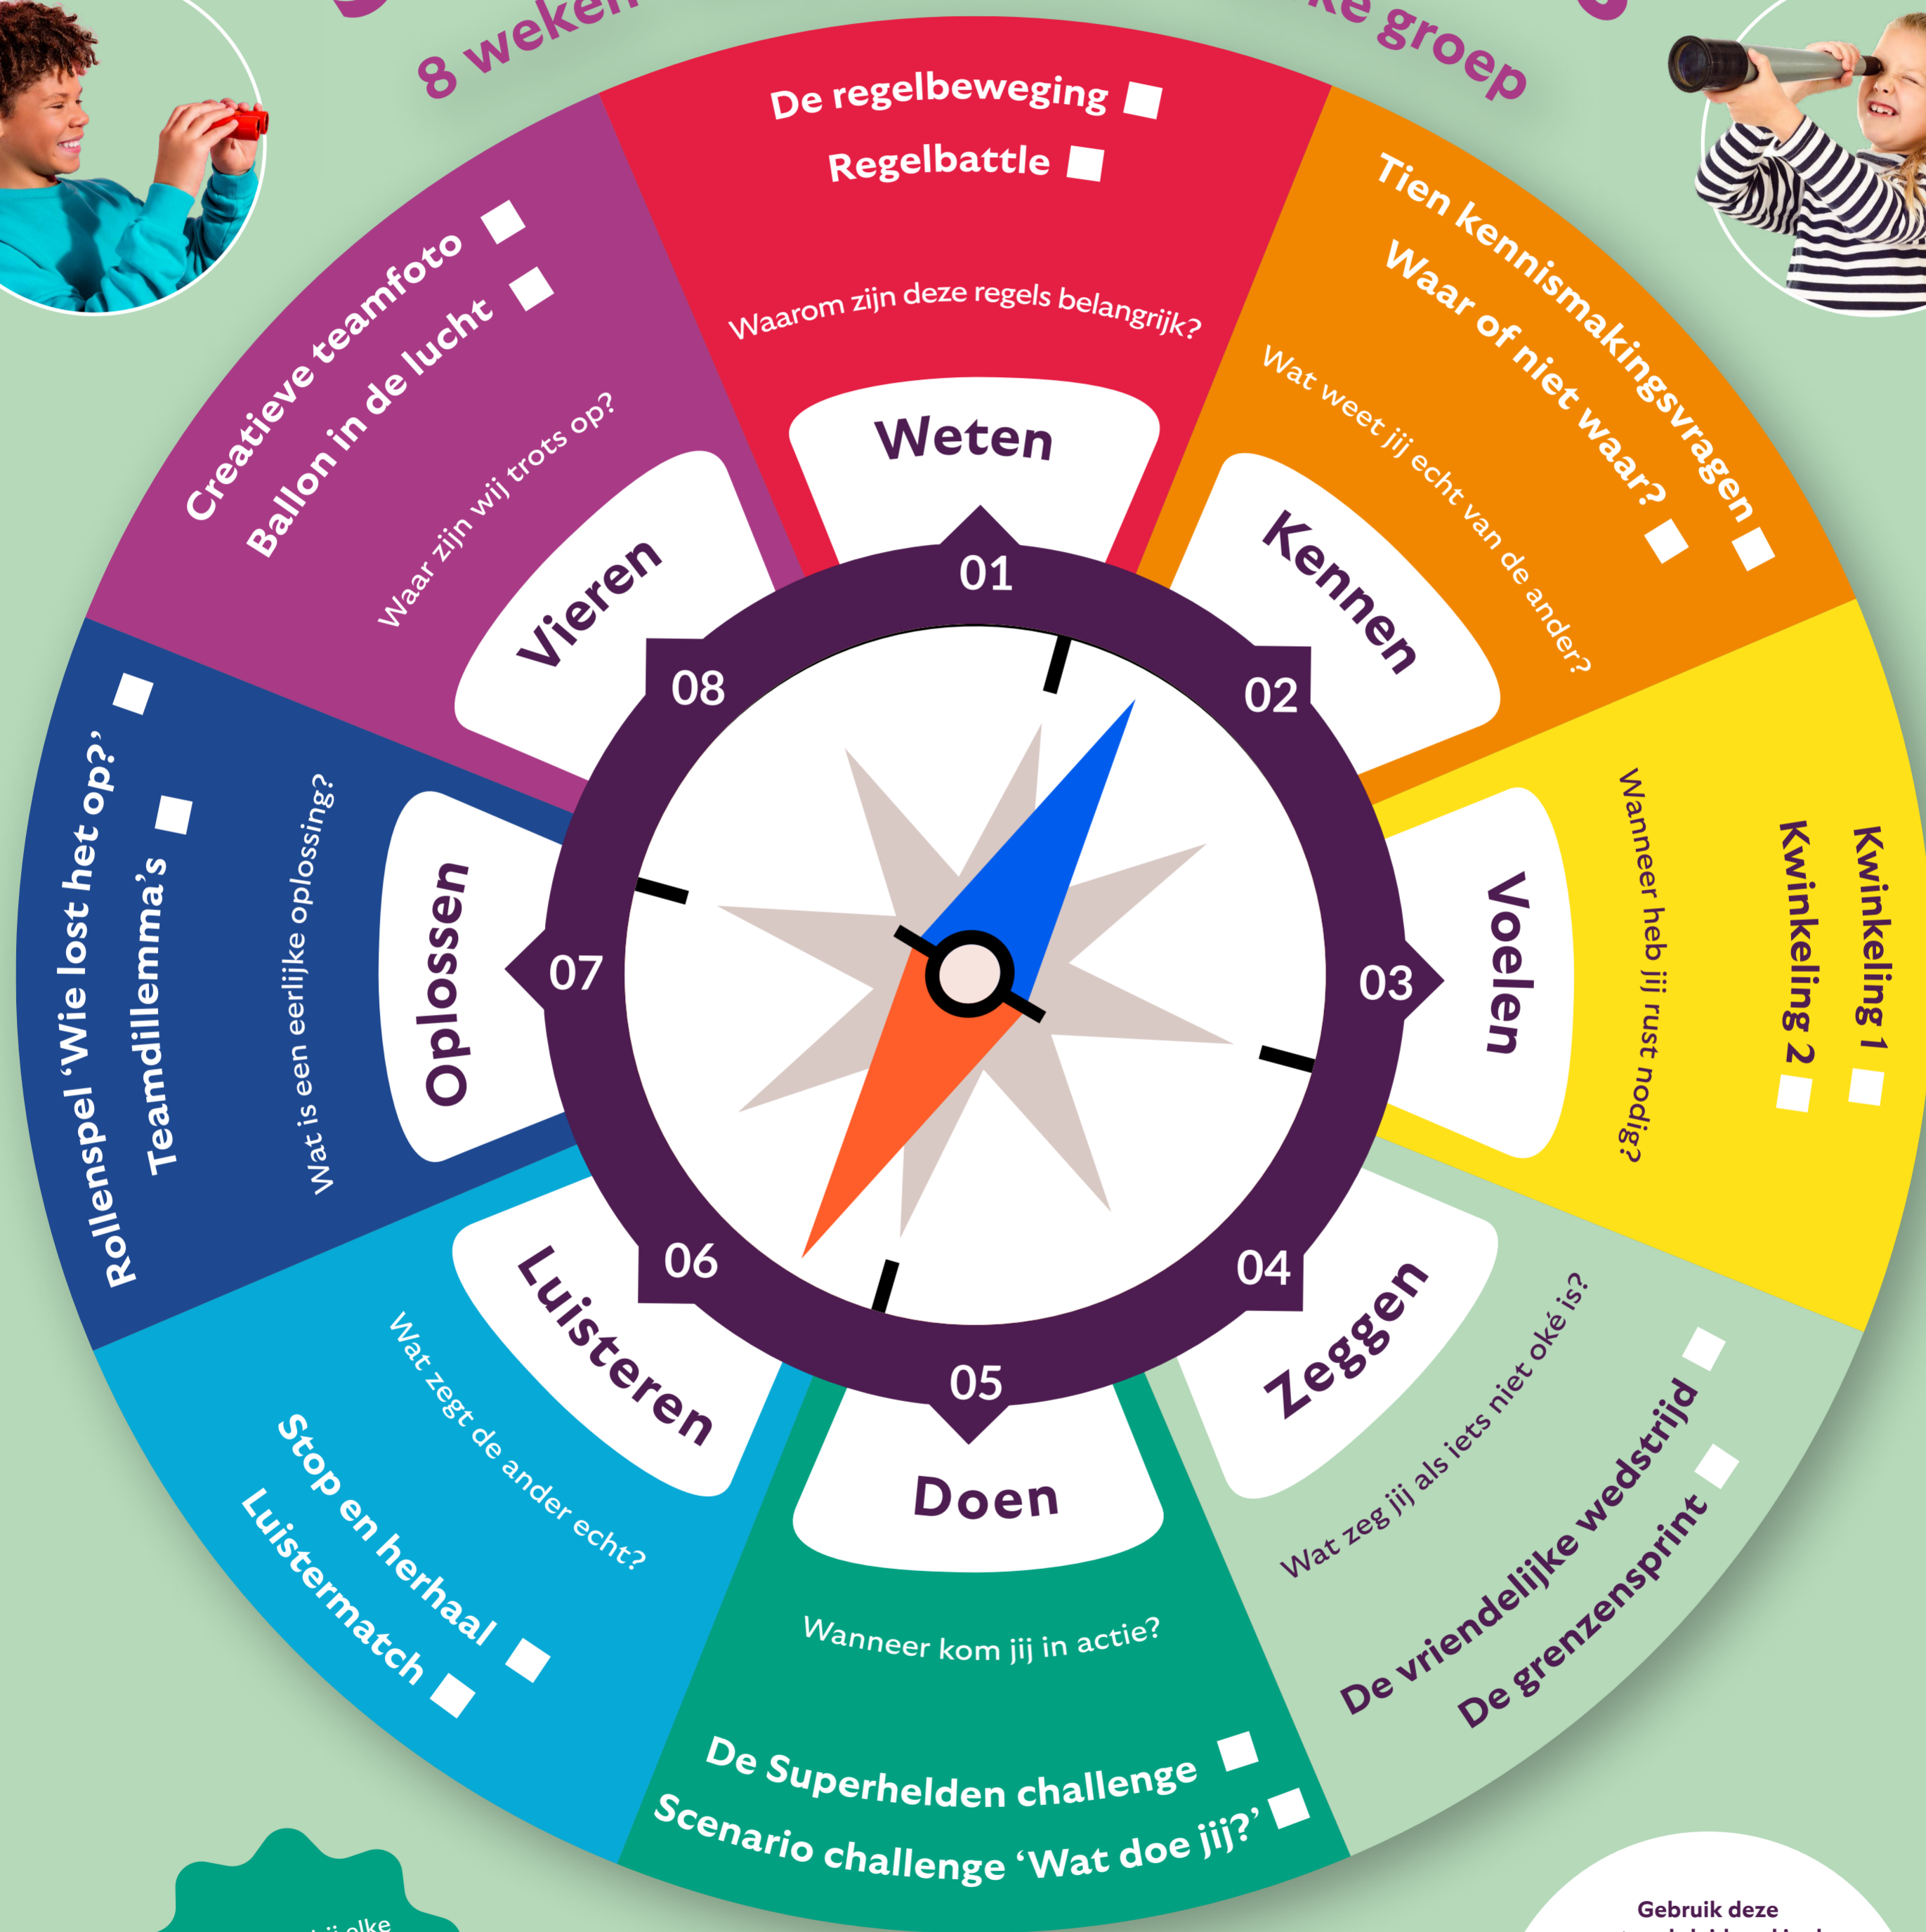 8 weken
ke groep
De regelbeweging
Regelbattle
Waarom zijn deze regels belangrijk?
Weten
01
Tien kennismakingsvragen
Waar of niet waar?
Wat weet jij echt van de ander?
Kennen
02
Kwinkeling 1
Kwinkeling 2
Wanneer heb jij rust nodig?
Voelen
03
Zeggen
04
Wat zeg jij als iets niet oké is?
De vriendelijke wedstrijd
De grenzensprint
05
Doen
Wanneer kom jij in actie?
De Superhelden challenge
Scenario challenge ‘Wat doe jij?’
06
Luisteren
Wat zegt de ander echt?
Stop en herhaal
Luistermatch
Rollenspel ‘Wie lost het op?’
Teamdillemma’s
Wat is een eerlijke oplossing?
Oplossen
07
Creatieve teamfoto
Ballon in de lucht
Waar zijn wij trots op?
Vieren
08
elke
Gebruik deze